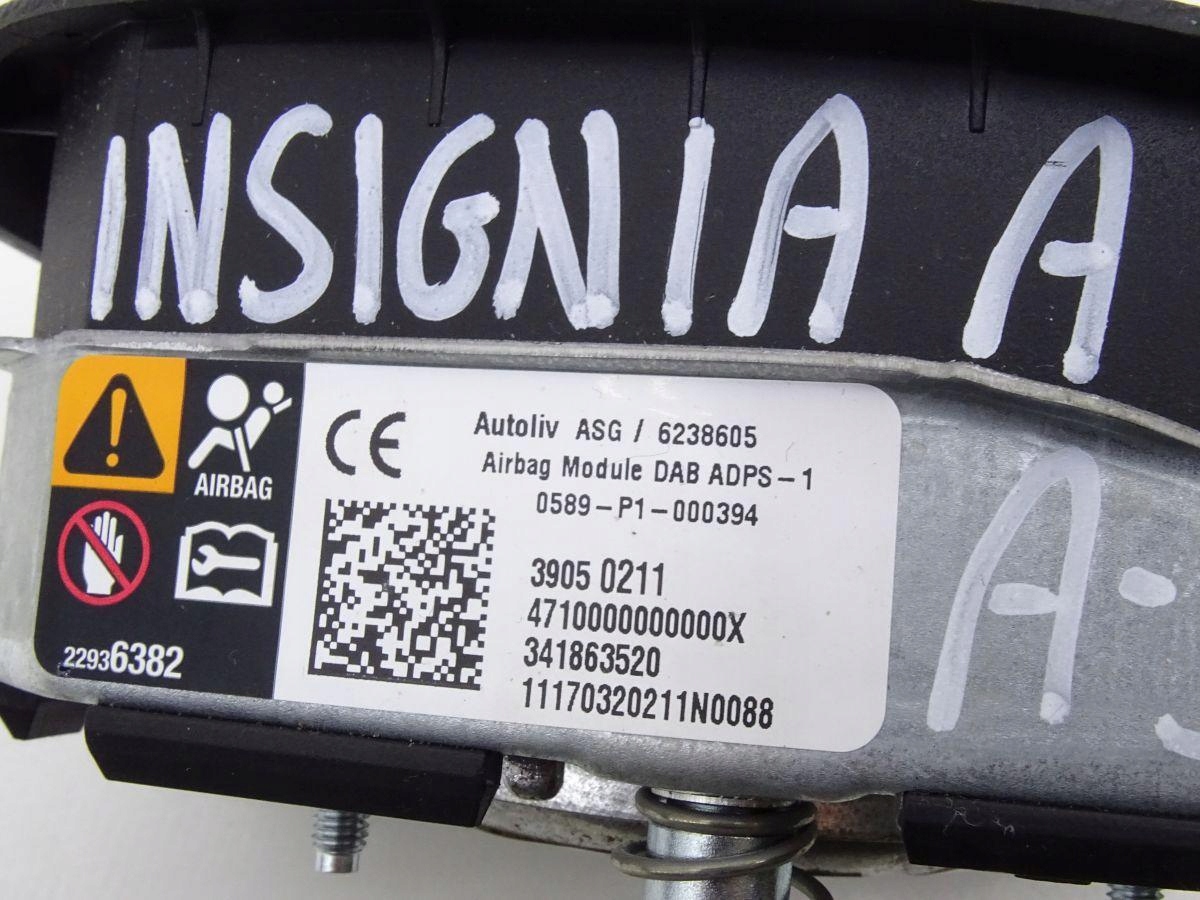 INSIGNIA A
CE
Autoliv ASG / 6238605
Airbag Module DAB ADPS-1
0589-P1-000394
AIRBAG
3905 0211
4710000000000X
341863520
11170320211N0088
22936382
A-